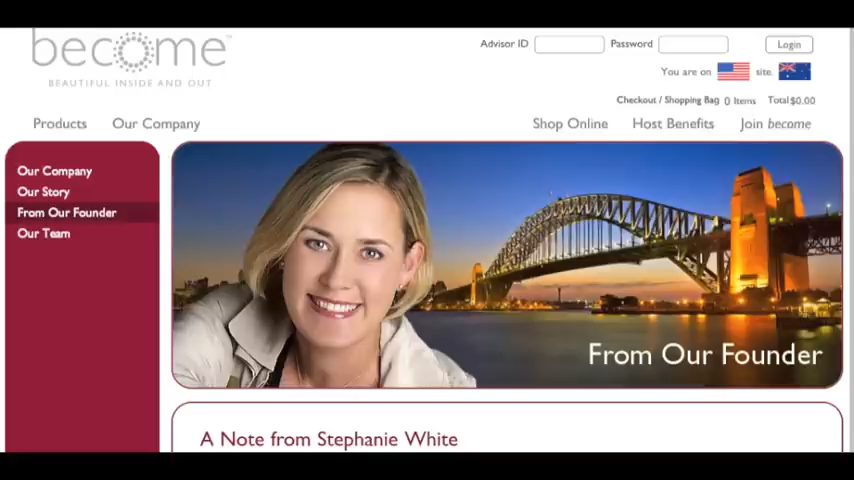 become™
BEAUTIFUL INSIDE AND OUT
Advisor ID Password Login
You are on site.
Checkout / Shopping Bag 0 Items Total $0.00
Products Our Company Shop Online Host Benefits Join become
Our Company
Our Story
From Our Founder
Our Team
From Our Founder
A Note from Stephanie White